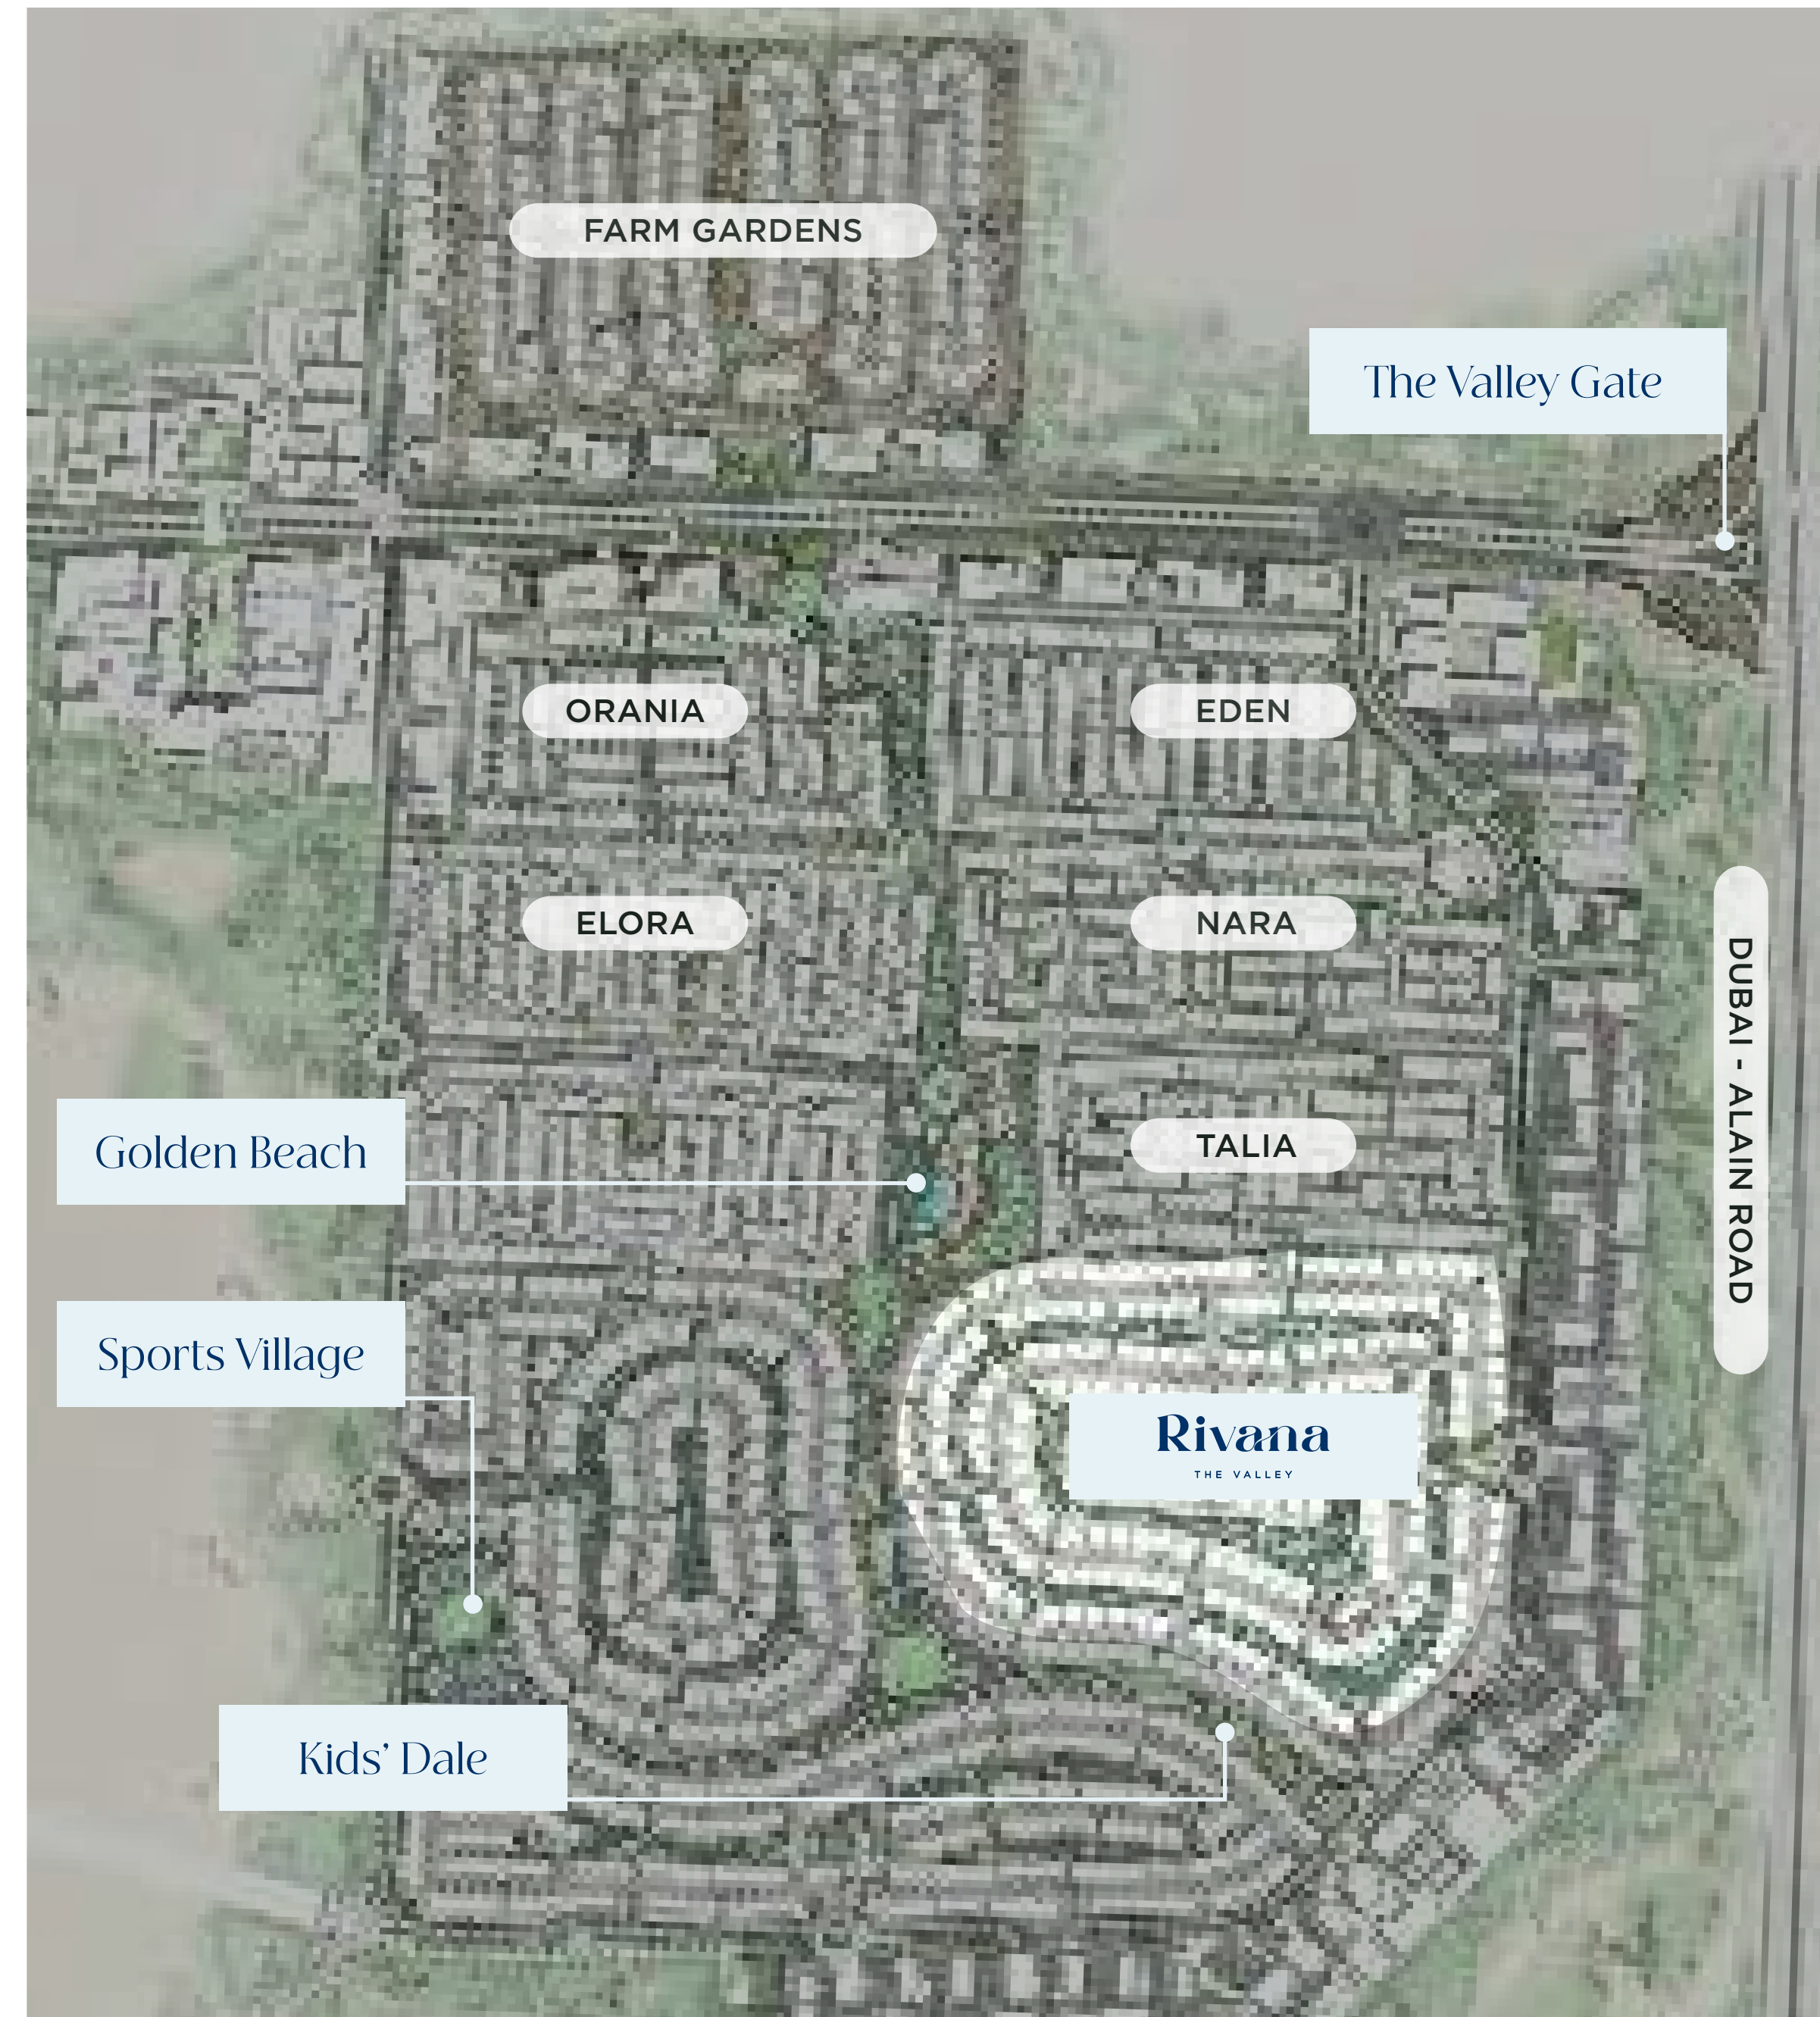 FARM GARDENS
The Valley Gate
ORANIA
EDEN
ELORA
NARA
DUBAI - ALAIN ROAD
Golden Beach
TALIA
Sports Village
Rivana
THE VALLEY
Kids’ Dale